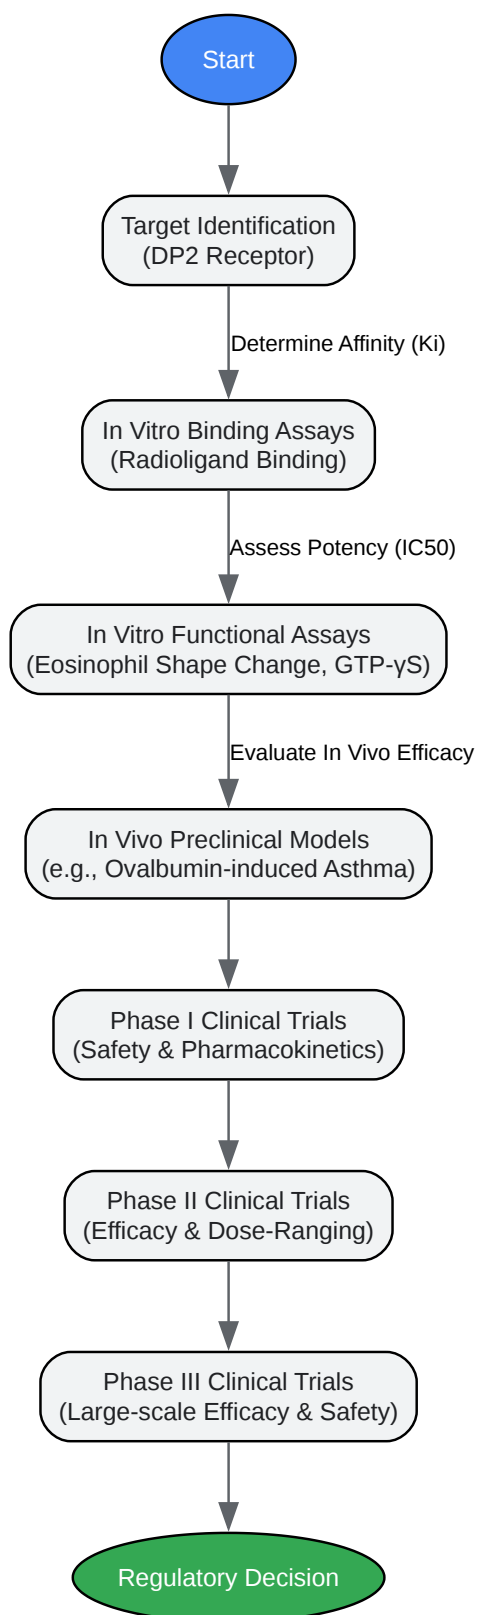 Start
Target Identification
(DP2 Receptor)
Determine Affinity (Ki)
In Vitro Binding Assays
(Radioligand Binding)
Assess Potency (IC50)
In Vitro Functional Assays
(Eosinophil Shape Change, GTP-γS)
Evaluate In Vivo Efficacy
In Vivo Preclinical Models
(e.g., Ovalbumin-induced Asthma)
Phase I Clinical Trials
(Safety & Pharmacokinetics)
Phase II Clinical Trials
(Efficacy & Dose-Ranging)
Phase III Clinical Trials
(Large-scale Efficacy & Safety)
Regulatory Decision